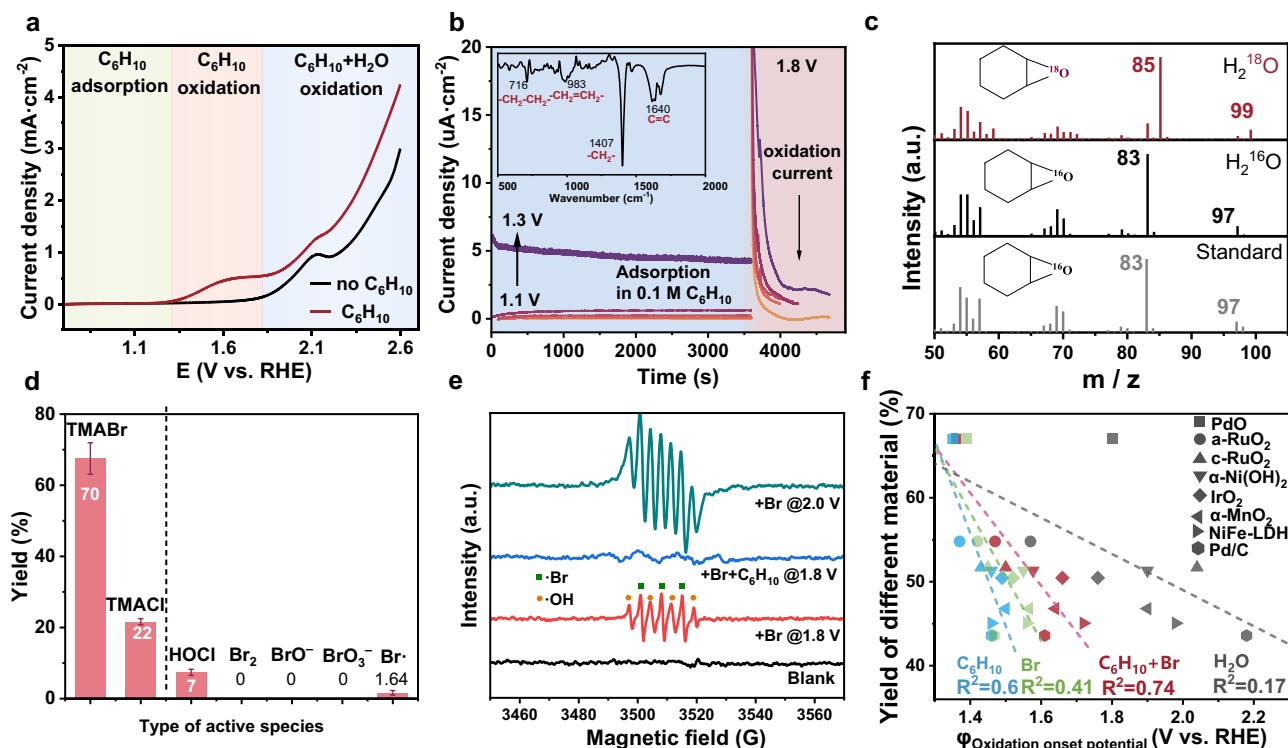 a
Current density (mA·cm⁻²)
5
4
3
2
1
0
C₆H₁₀
adsorption
C₆H₁₀
oxidation
C₆H₁₀+H₂O
oxidation
no C₆H₁₀
C₆H₁₀
1.1 1.6 2.1 2.6
E (V vs. RHE)
b
Current density (uA·cm⁻²)
20
15
10
5
0
716
-CH₂-CH₂-
983
-CH₂=CH₂-
1407
-CH₂-
1640
C=C
500 1000 1500 2000
Wavenumber (cm⁻¹)
1.8 V
oxidation
current
1.3 V
1.1 V
Adsorption
in 0.1 M C₆H₁₀
0 1000 2000 3000 4000 5000
Time (s)
c
Intensity (a.u.)
¹⁸O
85
H₂¹⁸O
99
¹⁶O
83
H₂¹⁶O
97
¹⁶O
83
Standard
97
50 60 70 80 90 100
m / z
d
Yield (%)
80
60
40
20
0
TMABr
70
TMACl
22
HOCl
7
Br₂
0
BrO⁻
0
BrO₃⁻
0
Br·
1.64
Type of active species
e
Intensity (a.u.)
+Br @2.0 V
+Br+C₆H₁₀ @1.8 V
·Br
·OH
+Br @1.8 V
Blank
3450 3500 3550
Magnetic field (G)
f
Yield of different material (%)
70
60
50
40
PdO
a-RuO₂
c-RuO₂
α-Ni(OH)₂
IrO₂
α-MnO₂
NiFe-LDH
Pd/C
C₆H₁₀
R²=0.6
Br
R²=0.41
C₆H₁₀+Br
R²=0.74
H₂O
R²=0.17
1.4 1.6 1.8 2.0 2.2
φOxidation onset potential (V vs. RHE)